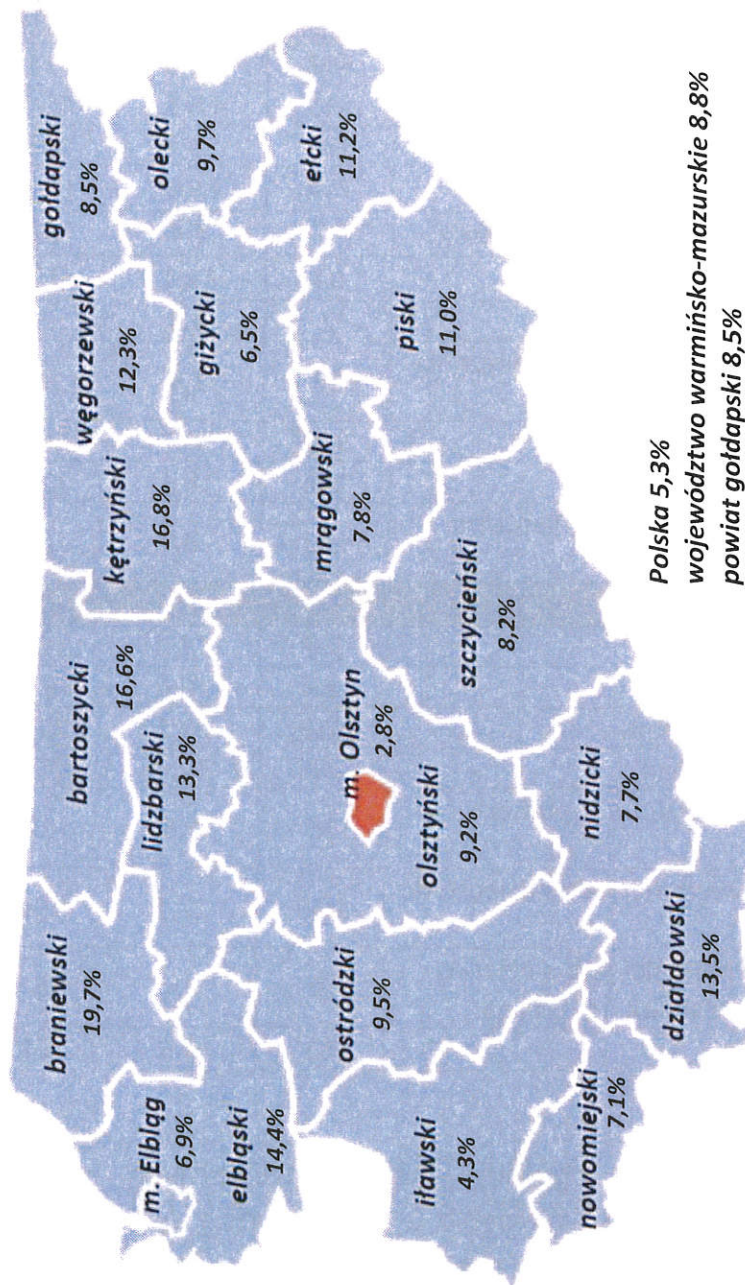 gołdapski
8,5%
węgorzewski
12,3%
olecki
9,7%
kętrzyński
16,8%
giżycki
6,5%
ełcki
11,2%
bartoszycki
16,6%
lidzbarski
13,3%
braniewski
19,7%
m. Elbląg
6,9%
elbląski
14,4%
mrągowski
7,8%
piski
11,0%
m. Olsztyn
2,8%
olsztyński
9,2%
szczycieński
8,2%
ostródzki
9,5%
iławski
4,3%
nidzicki
7,7%
nowomiejski
7,1%
działdowski
13,5%
Polska 5,3%
województwo warmińsko-mazurskie 8,8%
powiat gołdapski 8,5%